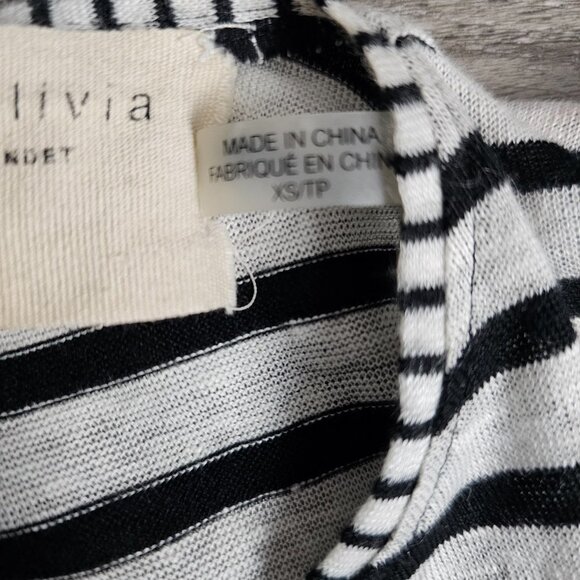 livia
NDET
MADE IN CHINA
FABRIQUÉ EN CHIN
XS/TP